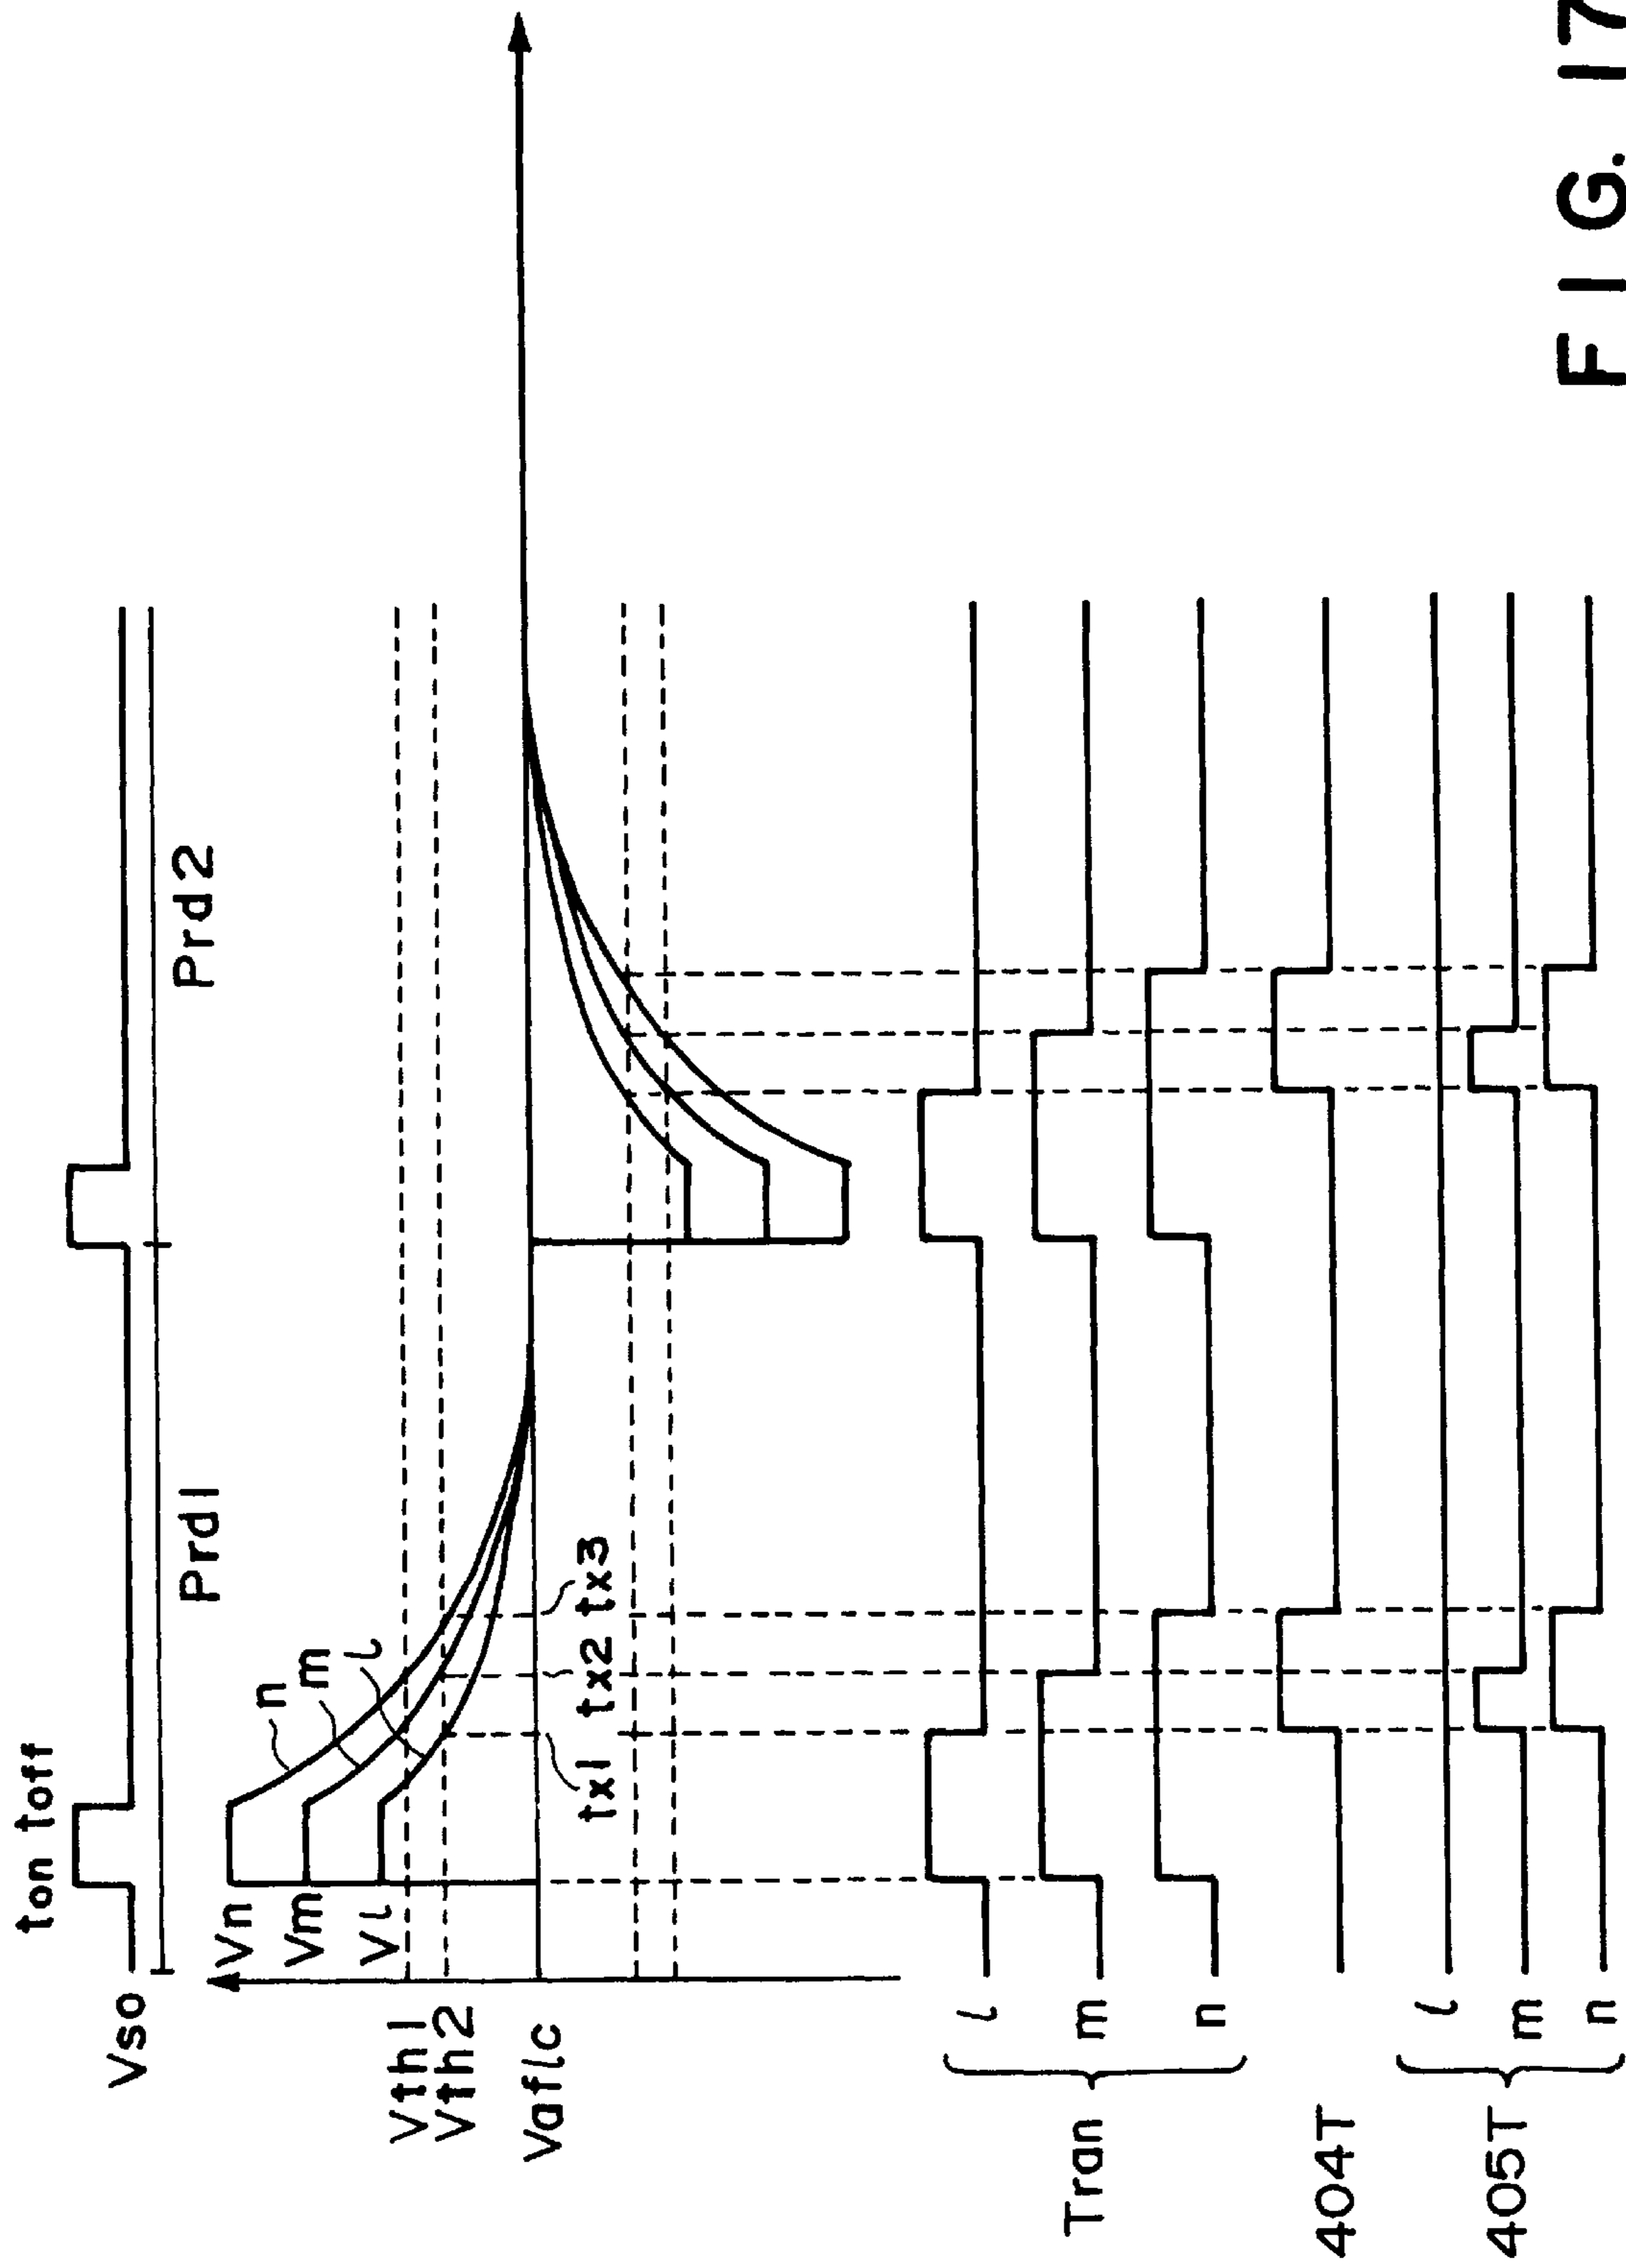 ton toff
Vso
Prd1
Prd2
Vn
Vm
Vl
n
m
l
Vth1
Vth2
Vaflc
tx1
tx2
tx3
Tran
l
m
n
404T
405T
l
m
n
FIG. 17